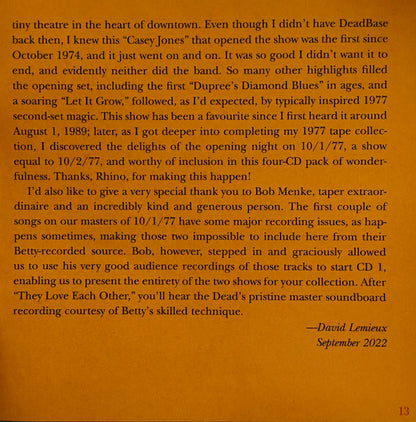 tiny theatre in the heart of downtown. Even though I didn't have DeadBase
back then, I knew this “Casey Jones” that opened the show was the first since
October 1974, and it just went on and on. It was so good I didn't want it to
end, and evidently neither did the band. So many other highlights filled
the opening set, including the first “Dupree's Diamond Blues” in ages, and
a soaring “Let It Grow,” followed, as I'd expected, by typically inspired 1977
second-set magic. This show has been a favourite since I first heard it around
August 1, 1989; later, as I got deeper into completing my 1977 tape collec-
tion, I discovered the delights of the opening night on 10/1/77, a show
equal to 10/2/77, and worthy of inclusion in this four-CD pack of wonder-
fulness. Thanks, Rhino, for making this happen!
I'd also like to give a very special thank you to Bob Menke, taper extraor-
dinaire and an incredibly kind and generous person. The first couple of
songs on our masters of 10/1/77 have some major recording issues, as hap-
pens sometimes, making those two impossible to include here from their
Betty-recorded source. Bob, however, stepped in and graciously allowed
us to use his very good audience recordings of those tracks to start CD 1,
enabling us to present the entirety of the two shows for your collection. After
“They Love Each Other,” you'll hear the Dead's pristine master soundboard
recording courtesy of Betty's skilled technique.
—David Lemieux
September 2022
13